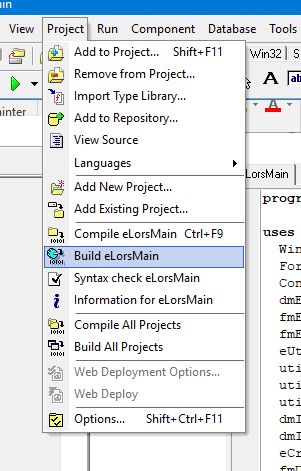 ain
View Project Run Component Database Tools
Add to Project... Shift+F11
Win32 S
Remove from Project...
Import Type Library...
A ab
Add to Repository...
ainter
View Source
A
Languages
LorsMain
Add New Project...
progr
Add Existing Project...
Compile eLorsMain Ctrl+F9
uses
Build eLorsMain
Win
Syntax check eLorsMain
For
Information for eLorsMain
Con
dmE
Compile All Projects
fmE
Build All Projects
fmE
eUt
Web Deployment Options...
uti
Web Deploy
uti
uti
Options... Shift+Ctrl+F11
dmI
dmI
eCr